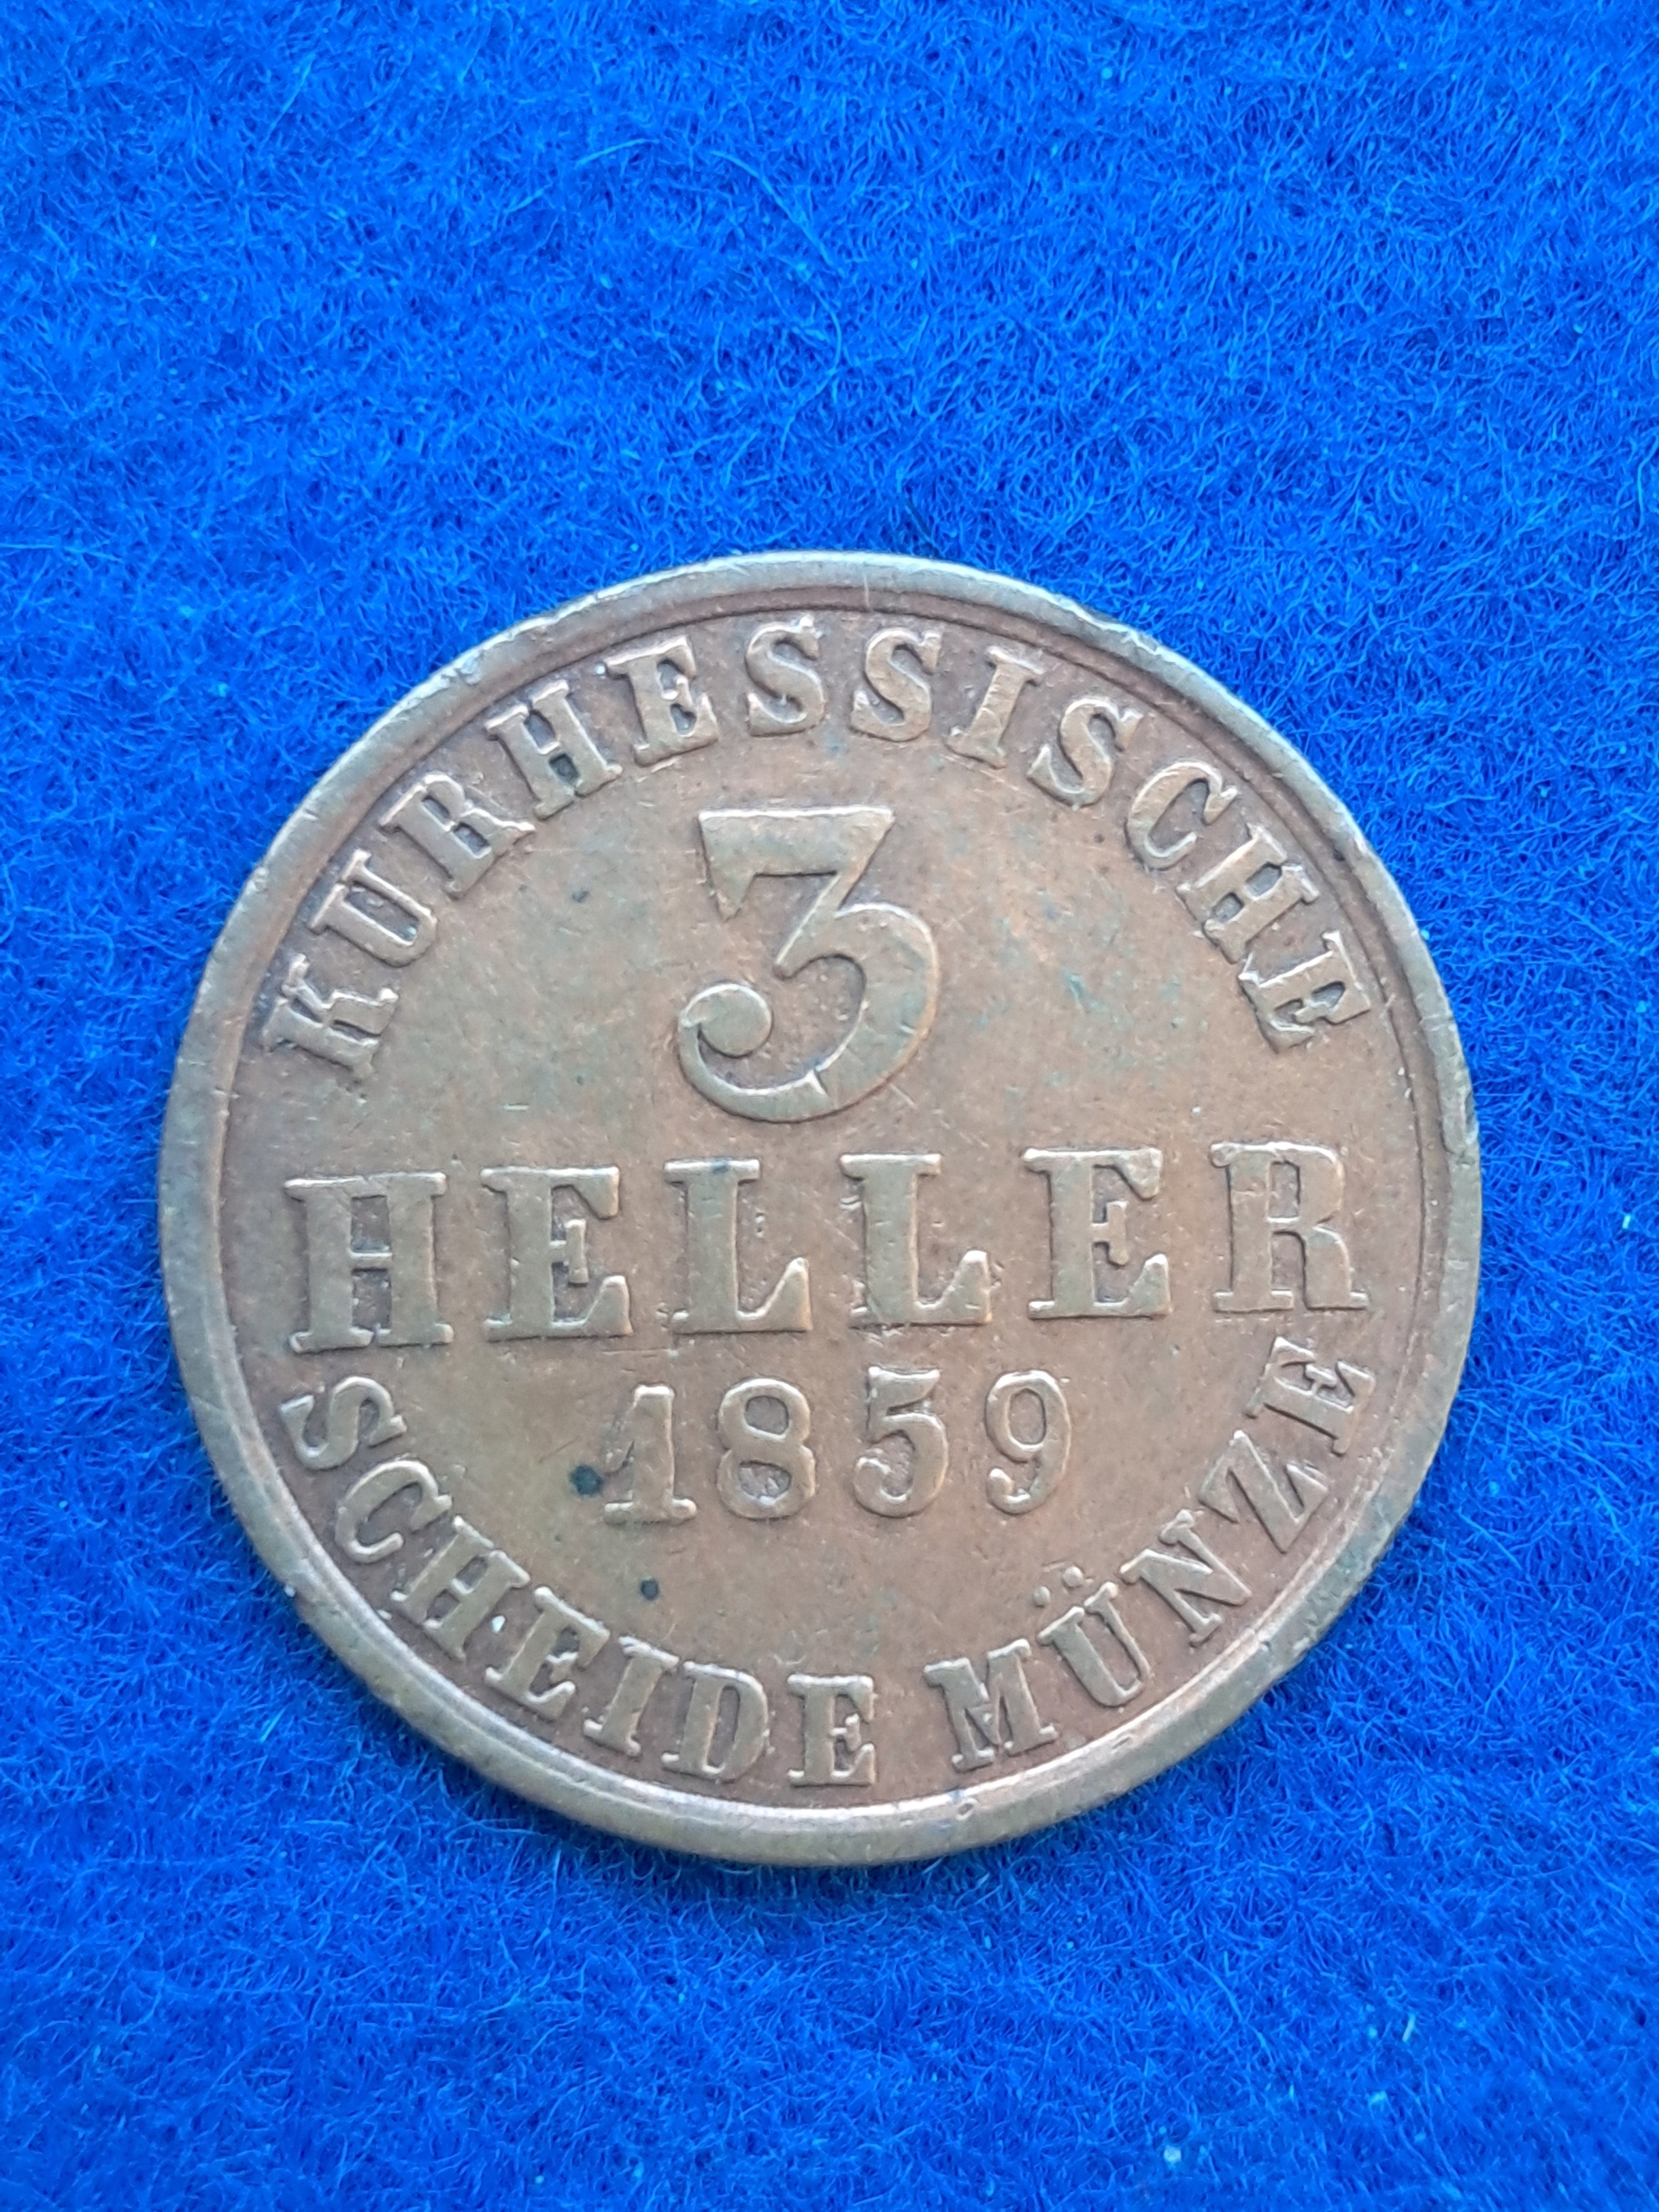 KURHESSISCHE
3
HELLER
1859
SCHEIDE MÜNZE